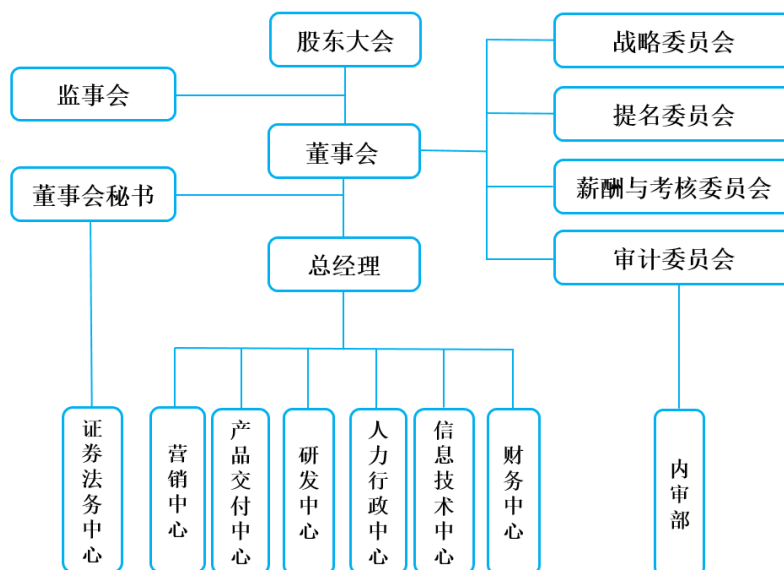 股东大会
战略委员会
监事会
提名委员会
董事会
薪酬与考核委员会
董事会秘书
总经理
审计委员会
证券法务中心
营销中心
产品交付中心
研发中心
人力行政中心
信息技术中心
财务中心
内审部